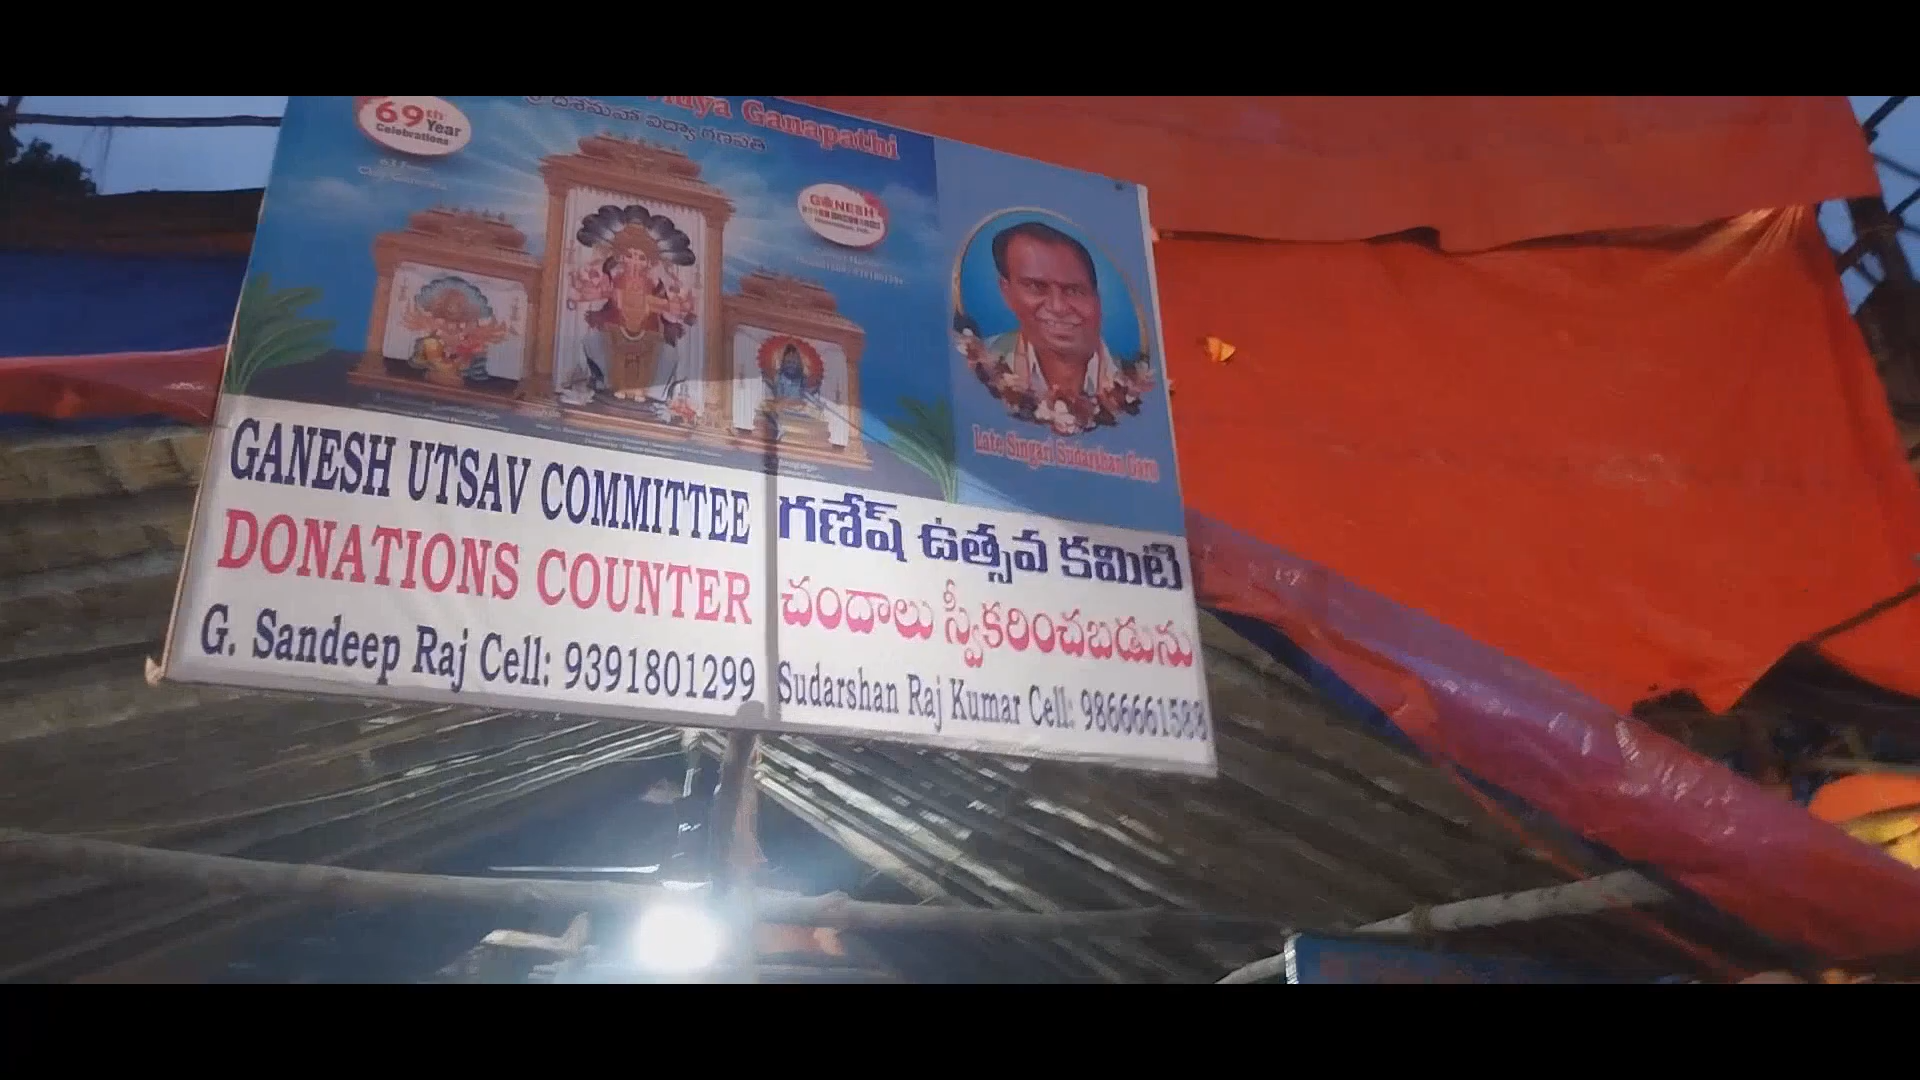 69th
Year
Celebrations
Ganapathi
విద్యా గణపతి
GANESH
Late Singari Sudarshan Garu
GANESH UTSAV COMMITTEE
గణేష్ ఉత్సవ కమిటి
DONATIONS COUNTER
చందాలు స్వీకరించబడును
G. Sandeep Raj Cell: 9391801299
Sudarshan Raj Kumar Cell: 9866661588